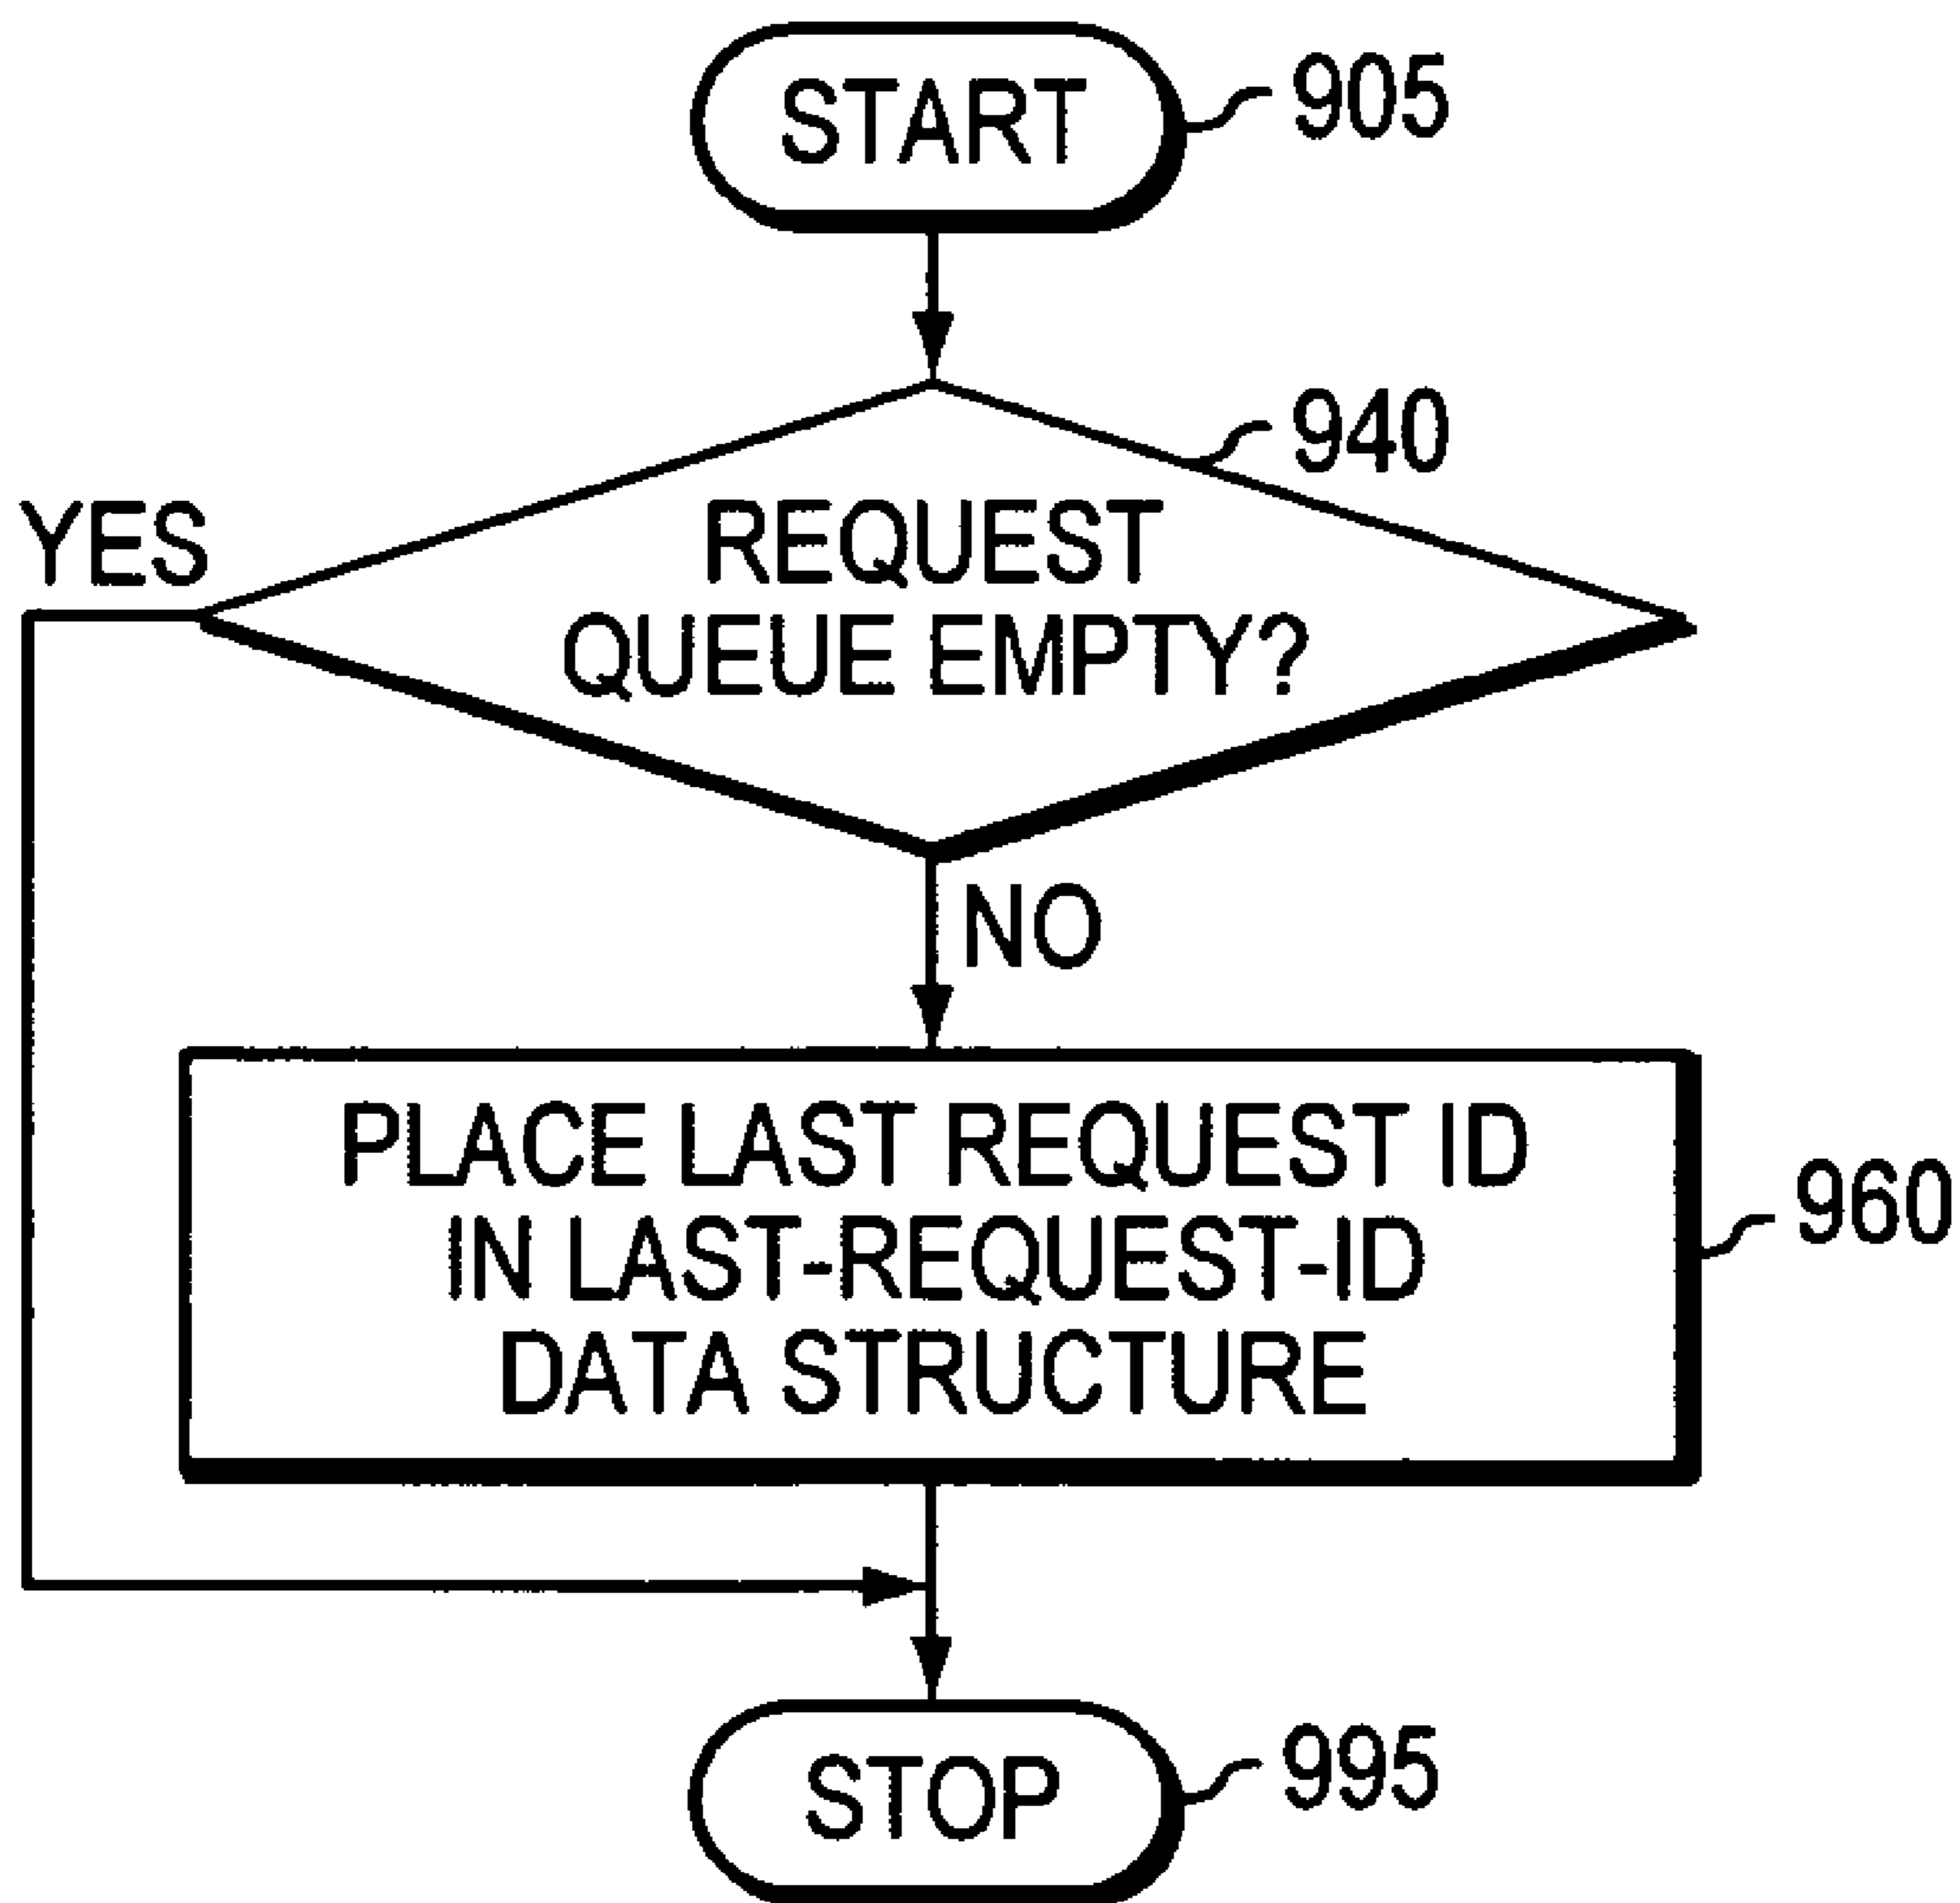 START
905
940
YES
REQUEST
QUEUE EMPTY?
NO
PLACE LAST REQUEST ID
IN LAST-REQUEST-ID
DATA STRUCTURE
960
STOP
995